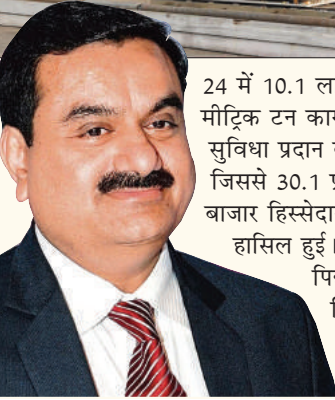 24 में 10.1 ला
मीट्रिक टन का
सुविधा प्रदान
जिससे 30.1
बाजार हिस्सेदा
हासिल हुई।